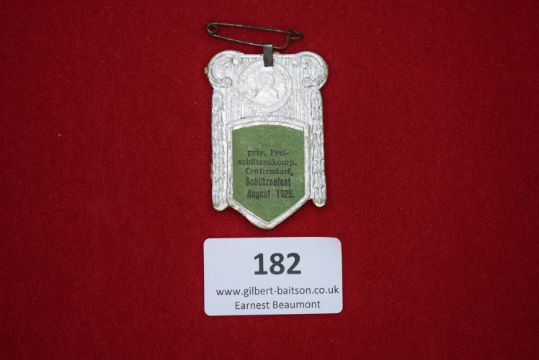 priv. Frei-
schützenkomp.
Crottendorf,
Schützenfest
August 1926.
182
www.gilbert-baitson.co.uk
Earnest Beaumont